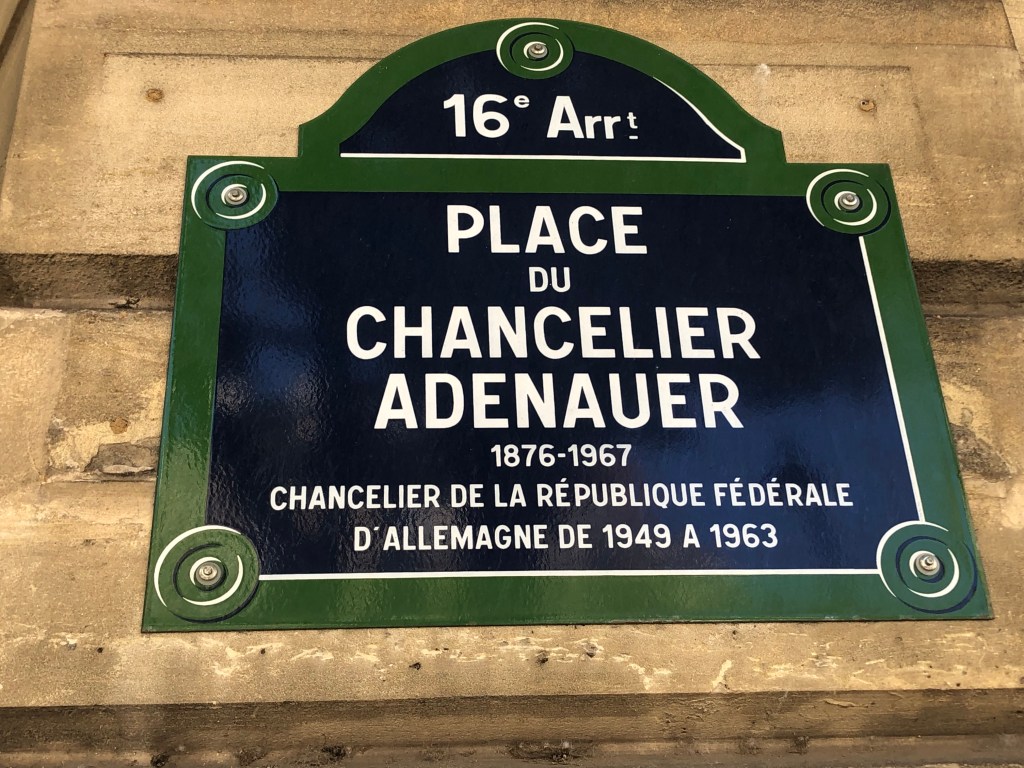 16e Arrt
PLACE
DU
CHANCELIER
ADENAUER
1876-1967
CHANCELIER DE LA RÉPUBLIQUE FÉDÉRALE
D'ALLEMAGNE DE 1949 A 1963